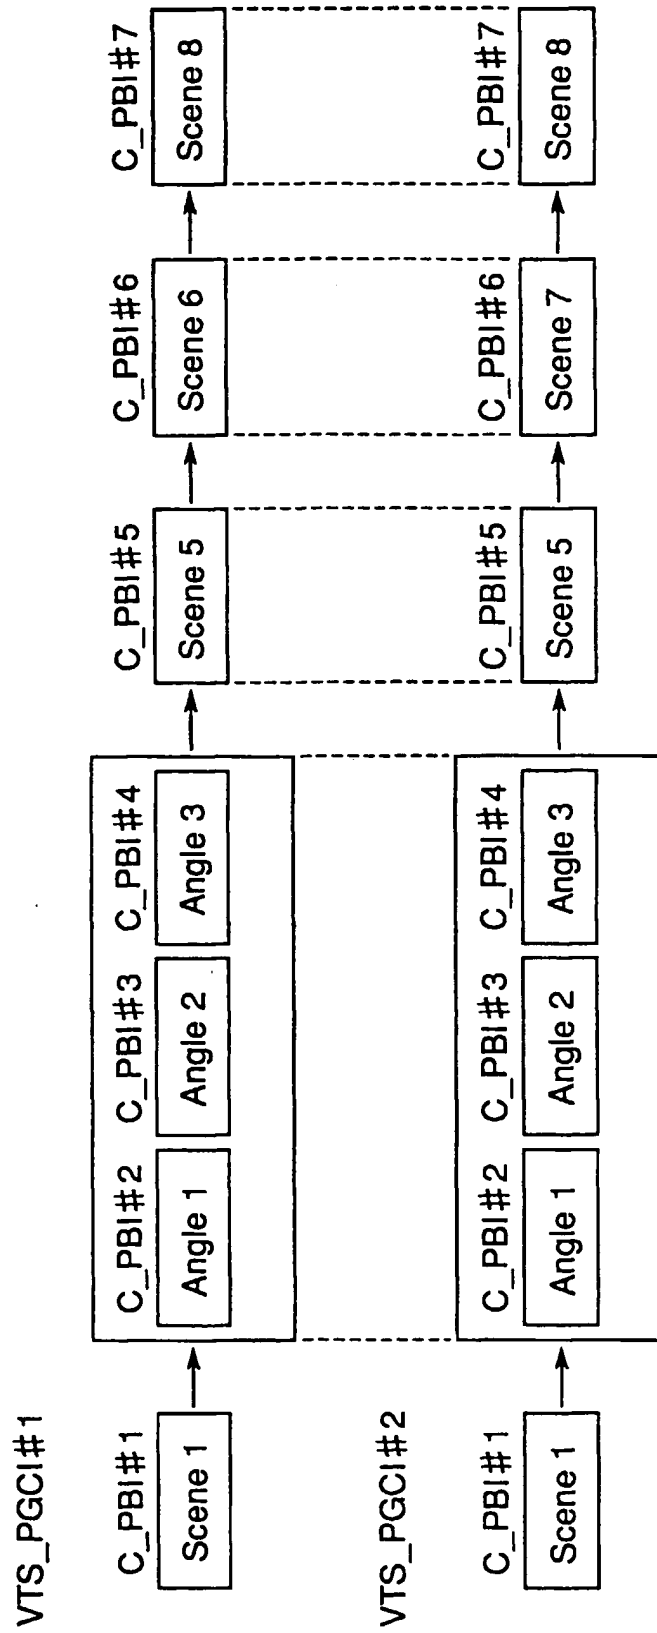 VTS_PGCI#1
C_PBI#1
C_PBI#2
C_PBI#3
C_PBI#4
C_PBI#5
C_PBI#6
C_PBI#7
Scene 1
Angle 1
Angle 2
Angle 3
Scene 5
Scene 6
Scene 8
VTS_PGCI#2
C_PBI#1
C_PBI#2
C_PBI#3
C_PBI#4
C_PBI#5
C_PBI#6
C_PBI#7
Scene 1
Angle 1
Angle 2
Angle 3
Scene 5
Scene 7
Scene 8